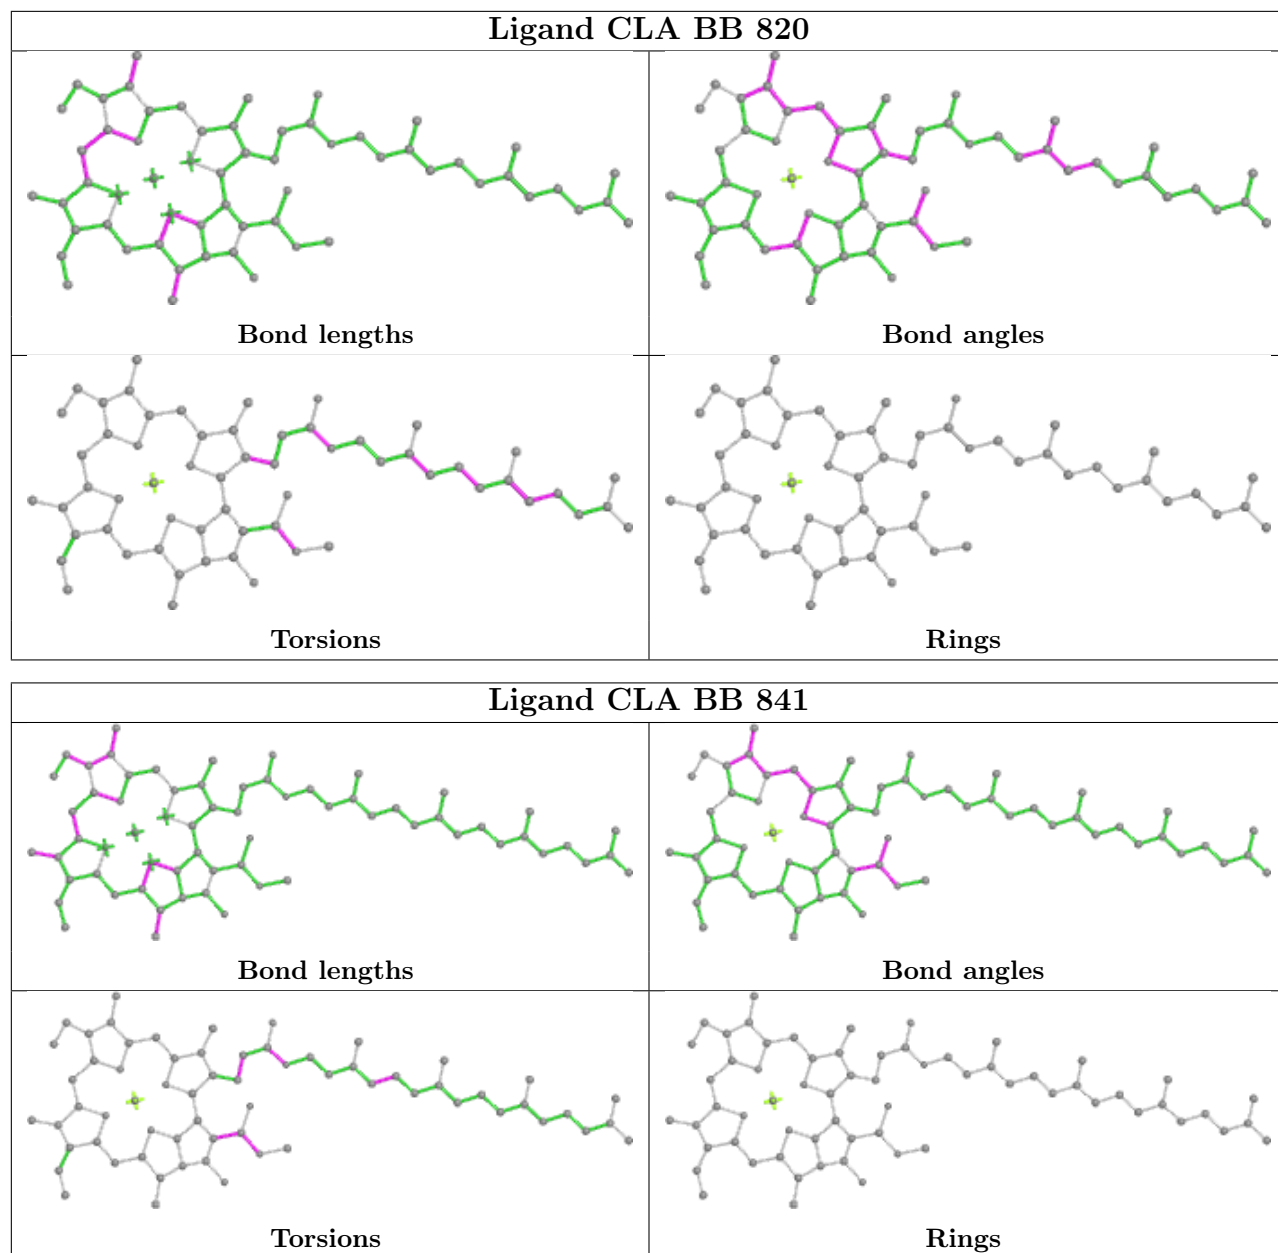 Ligand CLA BB 820
Bond lengths
Bond angles
Torsions
Rings
Ligand CLA BB 841
Bond lengths
Bond angles
Torsions
Rings